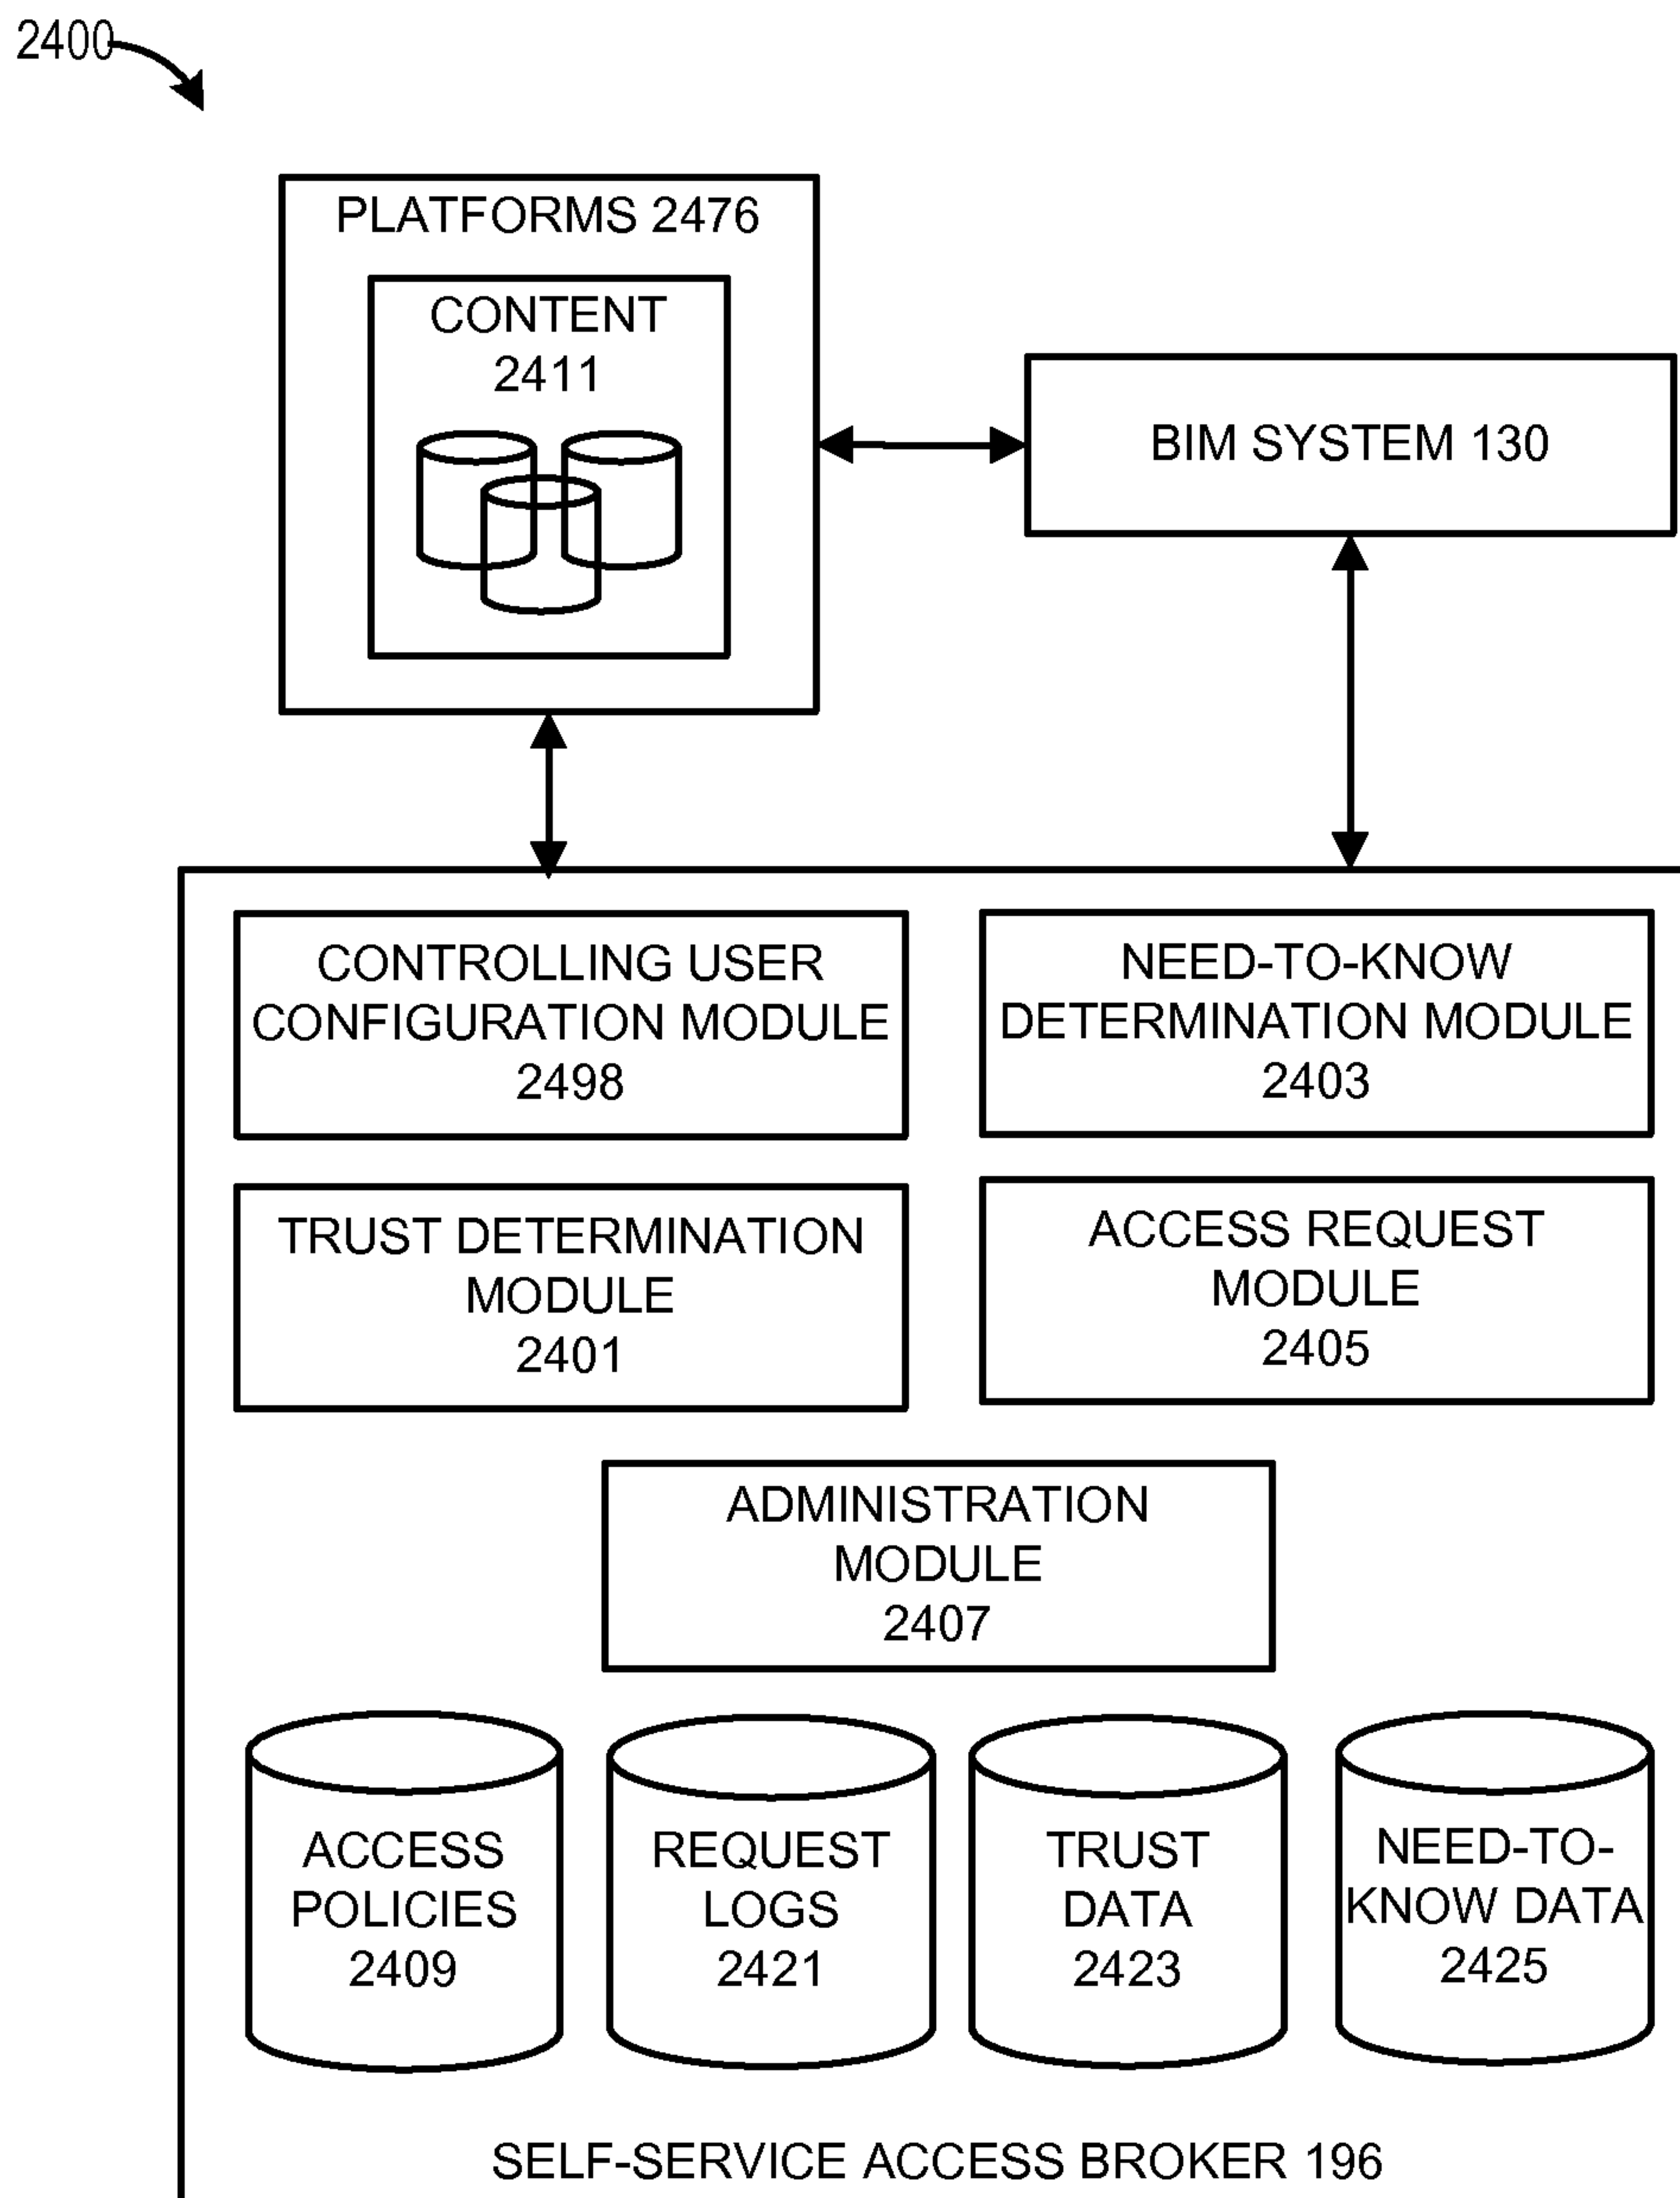 2400
PLATFORMS 2476
CONTENT
2411
BIM SYSTEM 130
CONTROLLING USER
CONFIGURATION MODULE
2498
NEED-TO-KNOW
DETERMINATION MODULE
2403
TRUST DETERMINATION
MODULE
2401
ACCESS REQUEST
MODULE
2405
ADMINISTRATION
MODULE
2407
ACCESS
POLICIES
2409
REQUEST
LOGS
2421
TRUST
DATA
2423
NEED-TO-
KNOW DATA
2425
SELF-SERVICE ACCESS BROKER 196